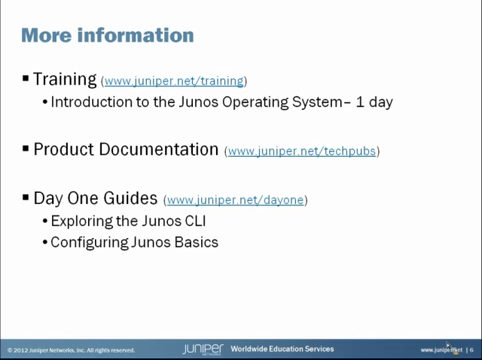 More information
▪ Training (www.juniper.net/training)
• Introduction to the Junos Operating System– 1 day
▪ Product Documentation (www.juniper.net/techpubs)
▪ Day One Guides (www.juniper.net/dayone)
• Exploring the Junos CLI
• Configuring Junos Basics
© 2012 Juniper Networks, Inc. All rights reserved. JUNIPER NETWORKS Worldwide Education Services www.juniper.net | 6